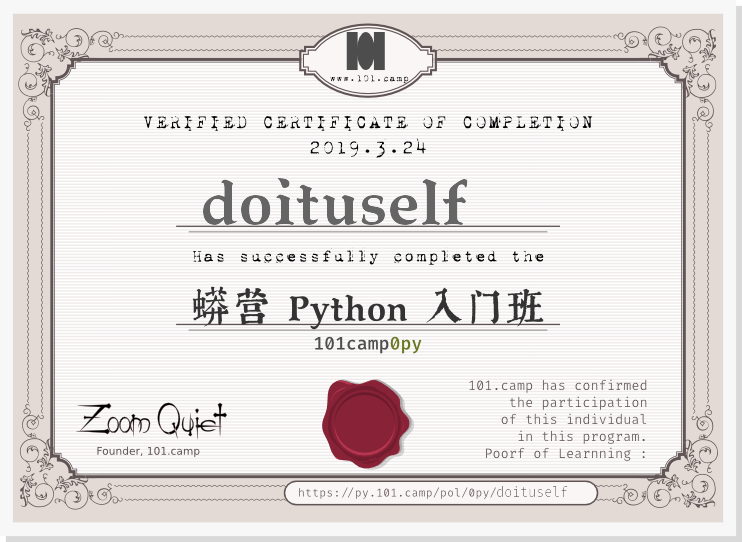 101
www.101.camp
VERIFIED CERTIFICATE OF COMPLETION
2019.3.24
doituself
Has successfully completed the
蟒营 Python 入门班
101camp0py
Zoom Quiet
Founder, 101.camp
101.camp has confirmed
the participation
of this individual
in this program.
Poorf of Learnning :
https://py.101.camp/pol/0py/doituself